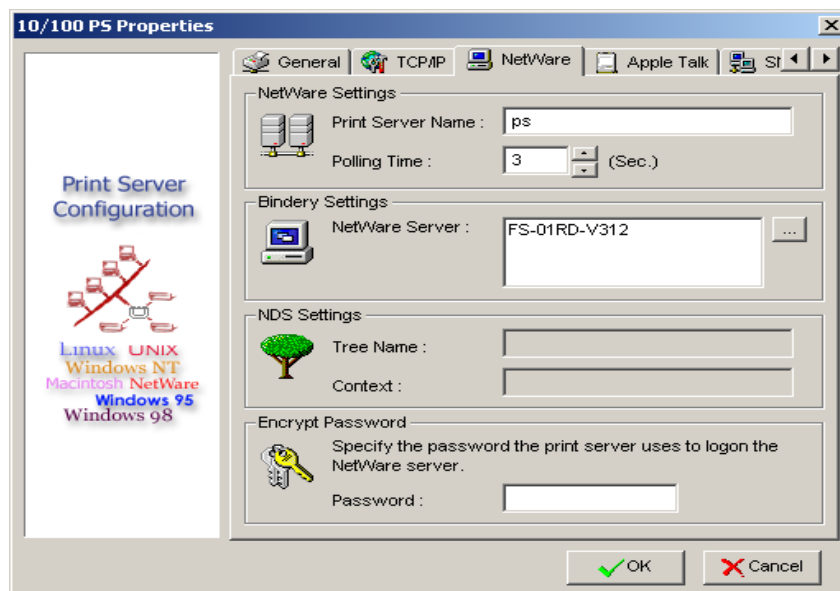 10/100 PS Properties
General
TCP/IP
NetWare
Apple Talk
Print Server
Configuration
Linux UNIX
Windows NT
Macintosh NetWare
Windows 95
Windows 98
NetWare Settings
Print Server Name : ps
Polling Time : 3 (Sec.)
Bindery Settings
NetWare Server : FS-01RD-V312
...
NDS Settings
Tree Name :
Context :
Encrypt Password
Specify the password the print server uses to logon the
NetWare server.
Password :
OK
Cancel